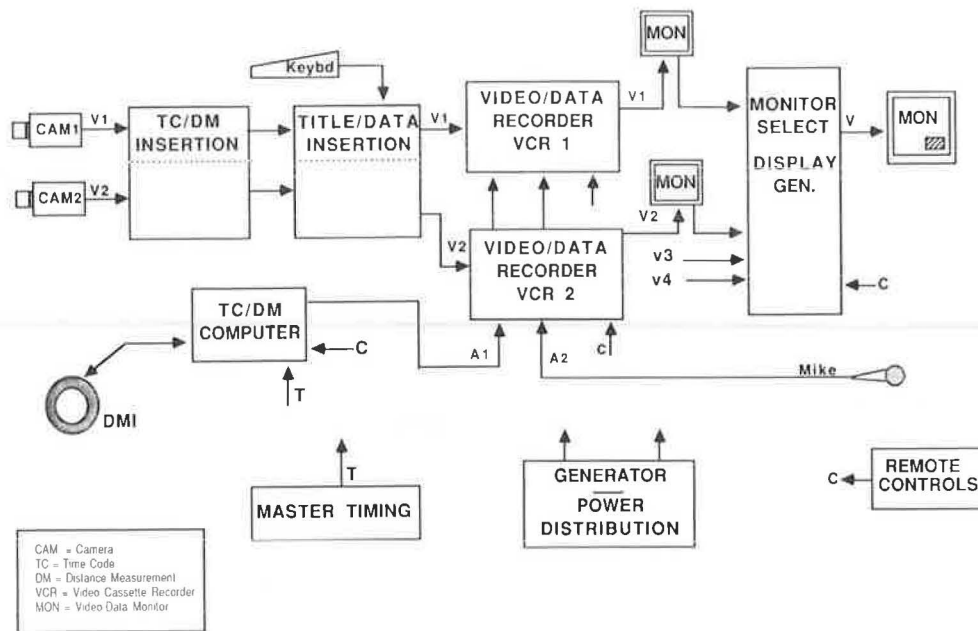 MON
Keybd
V1
VIDEO/DATA
RECORDER
VCR 1
V1
MONITOR
SELECT
DISPLAY
GEN.
V
MON
CAM1
V1
TC/DM
INSERTION
TITLE/DATA
INSERTION
CAM2
V2
MON
V2
V2
VIDEO/DATA
RECORDER
VCR 2
v3
v4
C
TC/DM
COMPUTER
C
T
A1
A2
C
Mike
DMI
T
MASTER TIMING
GENERATOR
POWER
DISTRIBUTION
C
REMOTE
CONTROLS
CAM = Camera
TC = Time Code
DM = Distance Measurement
VCR = Video Cassette Recorder
MON = Video Data Monitor